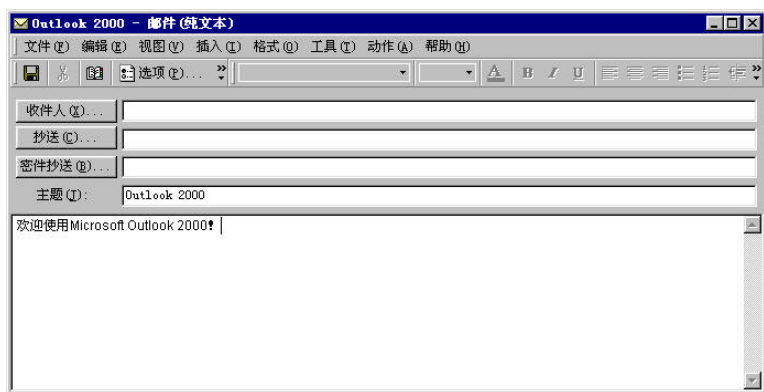 Outlook 2000 - 邮件(纯文本)
文件(F) 编辑(E) 视图(V) 插入(I) 格式(O) 工具(T) 动作(A) 帮助(H)
选项(P)... A B I U
收件人(X)...
抄送(C)...
密件抄送(B)...
主题(J): Outlook 2000
欢迎使用Microsoft Outlook 2000!